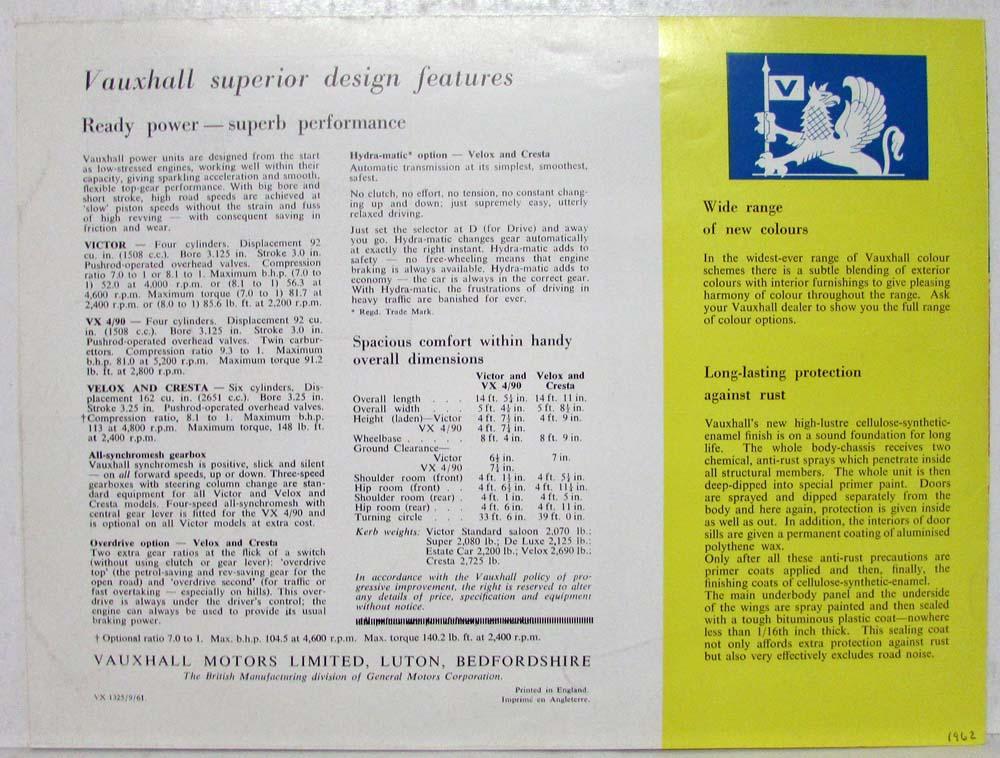 Vauxhall superior design features
Ready power — superb performance
Vauxhall power units are designed from the start
as low-stressed engines, working well within their
capacity, giving sparkling acceleration and smooth,
flexible top-gear performance. With big bore and
short stroke, high road speeds are achieved at
'slow' piston speeds without the strain and fuss
of high revving — with consequent saving in
friction and wear.
VICTOR — Four cylinders. Displacement 92
cu. in. (1508 c.c.). Bore 3.125 in. Stroke 3.0 in.
Pushrod-operated overhead valves. Compression
ratio 7.0 to 1 or 8.1 to 1. Maximum b.h.p. (7.0 to
1) 52.0 at 4,000 r.p.m. or (8.1 to 1) 56.3 at
4,600 r.p.m. Maximum torque (7.0 to 1) 81.7 at
2,400 r.p.m. or (8.0 to 1) 85.6 lb. ft. at 2,200 r.p.m.
VX 4/90 — Four cylinders. Displacement 92 cu.
in. (1508 c.c.). Bore 3.125 in. Stroke 3.0 in.
Pushrod-operated overhead valves. Twin carbur-
ettors. Compression ratio 9.3 to 1. Maximum
b.h.p. 81.0 at 5,200 r.p.m. Maximum torque 91.2
lb. ft. at 2,800 r.p.m.
VELOX AND CRESTA — Six cylinders. Dis-
placement 162 cu. in. (2651 c.c.). Bore 3.25 in.
Stroke 3.25 in. Pushrod-operated overhead valves.
†Compression ratio, 8.1 to 1. Maximum b.h.p.
113 at 4,800 r.p.m. Maximum torque, 148 lb. ft.
at 2,400 r.p.m.
All-synchromesh gearbox
Vauxhall synchromesh is positive, slick and silent
— on all forward speeds, up or down. Three-speed
gearboxes with steering column change are stan-
dard equipment for all Victor and Velox and
Cresta models. Four-speed all-synchromesh with
central gear lever is fitted for the VX 4/90 and
is optional on all Victor models at extra cost.
Overdrive option — Velox and Cresta
Two extra gear ratios at the flick of a switch
(without using clutch or gear lever): 'overdrive
top' (the petrol-saving and rev-saving gear for the
open road) and 'overdrive second' (for traffic or
fast overtaking — especially on hills). This over-
drive is always under the driver's control; the
engine can always be used to provide its usual
braking power.
Hydra-matic* option — Velox and Cresta
Automatic transmission at its simplest, smoothest,
safest.
No clutch, no effort, no tension, no constant chang-
ing up and down; just supremely easy, utterly
relaxed driving.
Just set the selector at D (for Drive) and away
you go. Hydra-matic changes gear automatically
at exactly the right instant. Hydra-matic adds to
safety — no free-wheeling means that engine
braking is always available. Hydra-matic adds to
economy — the car is always in the correct gear.
With Hydra-matic, the frustrations of driving in
heavy traffic are banished for ever.
* Regd. Trade Mark.
Spacious comfort within handy
overall dimensions
Victor and Velox and
VX 4/90 Cresta
Overall length . . . 14 ft. 5¼ in. 14 ft. 11 in.
Overall width . . . 5 ft. 4¼ in. 5 ft. 8½ in.
Height (laden)—Victor 4 ft. 7½ in. 4 ft. 9 in.
VX 4/90 4 ft. 7¼ in.
Wheelbase . . . . . 8 ft. 4 in. 8 ft. 9 in.
Ground Clearance—
Victor 6½ in. 7 in.
VX 4/90 7¼ in.
Shoulder room (front) 4 ft. 1½ in. 4 ft. 5½ in.
Hip room (front) . . 4 ft. 6½ in. 4 ft. 11½ in.
Shoulder room (rear) . 4 ft. 1 in. 4 ft. 5 in.
Hip room (rear) . . . 4 ft. 6 in. 4 ft. 11 in.
Turning circle . . . 33 ft. 6 in. 39 ft. 0 in.
Kerb weights: Victor Standard saloon 2,070 lb.;
Super 2,080 lb.; De Luxe 2,125 lb.;
Estate Car 2,200 lb.; Velox 2,690 lb.;
Cresta 2,725 lb.
In accordance with the Vauxhall policy of pro-
gressive improvement, the right is reserved to alter
any details of price, specification and equipment
without notice.
† Optional ratio 7.0 to 1. Max. b.h.p. 104.5 at 4,600 r.p.m. Max. torque 140.2 lb. ft. at 2,400 r.p.m.
VAUXHALL MOTORS LIMITED, LUTON, BEDFORDSHIRE
The British Manufacturing division of General Motors Corporation.
VX 1325/9/61.
Printed in England.
Imprimé en Angleterre.
V
Wide range
of new colours
In the widest-ever range of Vauxhall colour
schemes there is a subtle blending of exterior
colours with interior furnishings to give pleasing
harmony of colour throughout the range. Ask
your Vauxhall dealer to show you the full range
of colour options.
Long-lasting protection
against rust
Vauxhall's new high-lustre cellulose-synthetic-
enamel finish is on a sound foundation for long
life. The whole body-chassis receives two
chemical, anti-rust sprays which penetrate inside
all structural members. The whole unit is then
deep-dipped into special primer paint. Doors
are sprayed and dipped separately from the
body and here again, protection is given inside
as well as out. In addition, the interiors of door
sills are given a permanent coating of aluminised
polythene wax.
Only after all these anti-rust precautions are
primer coats applied and then, finally, the
finishing coats of cellulose-synthetic-enamel.
The main underbody panel and the underside
of the wings are spray painted and then sealed
with a tough bituminous plastic coat—nowhere
less than 1/16th inch thick. This sealing coat
not only affords extra protection against rust
but also very effectively excludes road noise.
1962